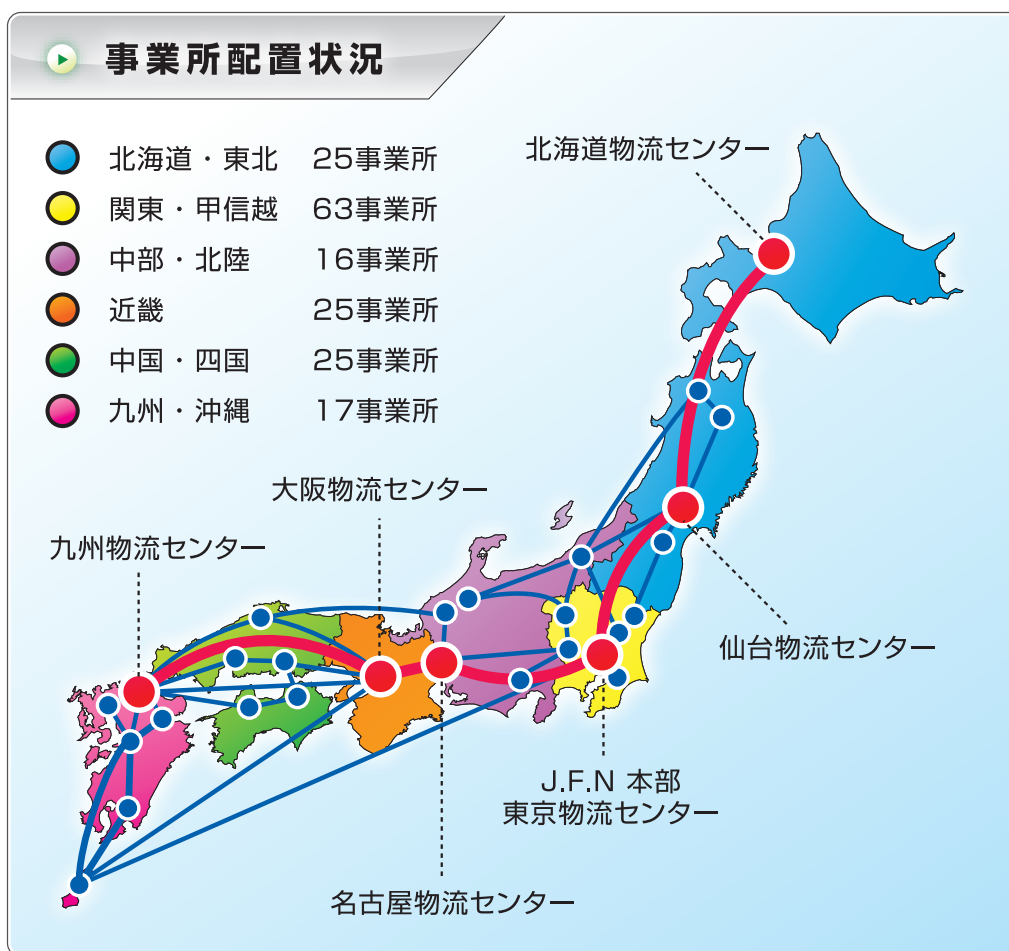 事業所配置状況
北海道・東北 25事業所
関東・甲信越 63事業所
中部・北陸 16事業所
近畿 25事業所
中国・四国 25事業所
九州・沖縄 17事業所
北海道物流センター
大阪物流センター
九州物流センター
仙台物流センター
J.F.N 本部
東京物流センター
名古屋物流センター